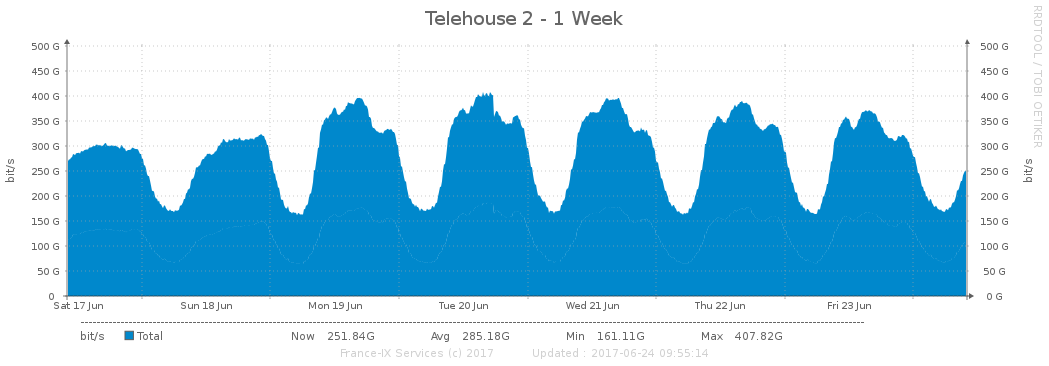 Telehouse 2 - 1 Week
RRDTOOL / TOBI OETIKER
500 G 500 G
450 G 450 G
400 G 400 G
350 G 350 G
300 G 300 G
250 G 250 G
200 G 200 G
150 G 150 G
100 G 100 G
50 G 50 G
0 0 G
bit/s bit/s
Sat 17 Jun Sun 18 Jun Mon 19 Jun Tue 20 Jun Wed 21 Jun Thu 22 Jun Fri 23 Jun
bit/s Total Now 251.84G Avg 285.18G Min 161.11G Max 407.82G
France-IX Services (c) 2017 Updated : 2017-06-24 09:55:14